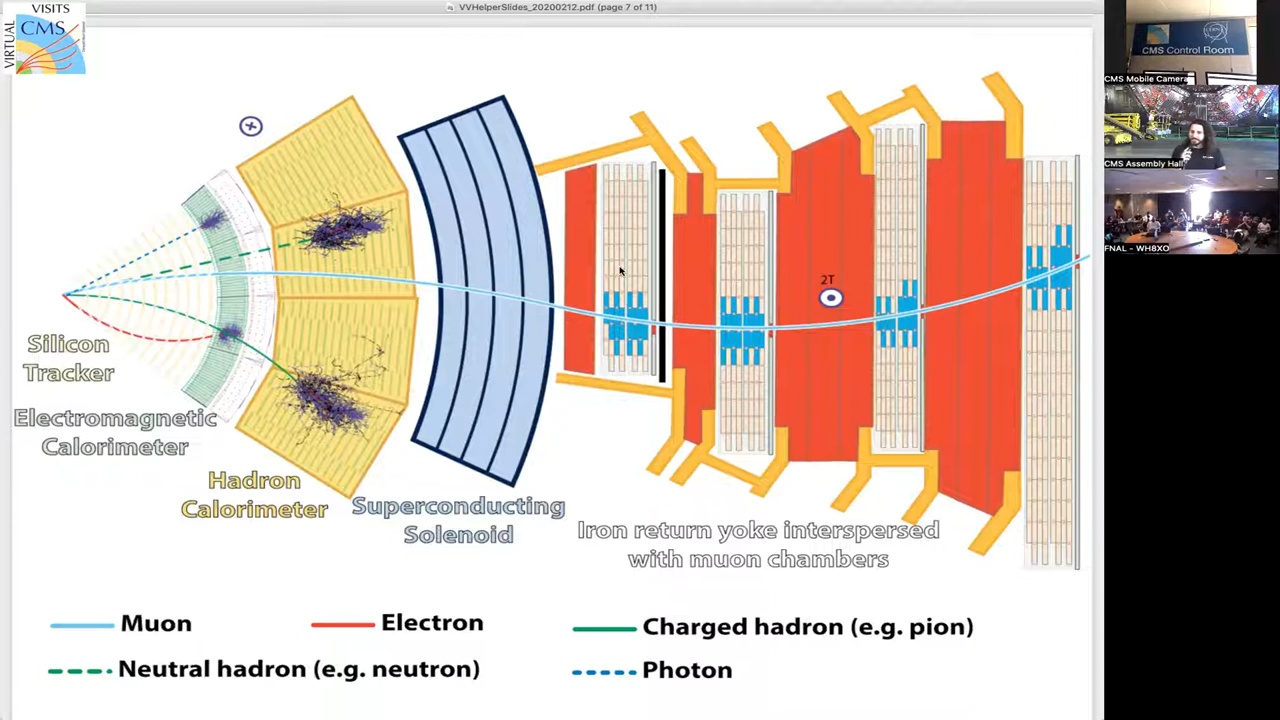 VVHelperSlides_20200212.pdf (page 7 of 11)
VIRTUAL
VISITS
CMS
CMS Control Room
CMS Mobile Camera
CMS Assembly Hall
FNAL - WH8XO
2T
Silicon
Tracker
Electromagnetic
Calorimeter
Hadron
Calorimeter
Superconducting
Solenoid
Iron return yoke interspersed
with muon chambers
Muon
Electron
Charged hadron (e.g. pion)
Neutral hadron (e.g. neutron)
Photon